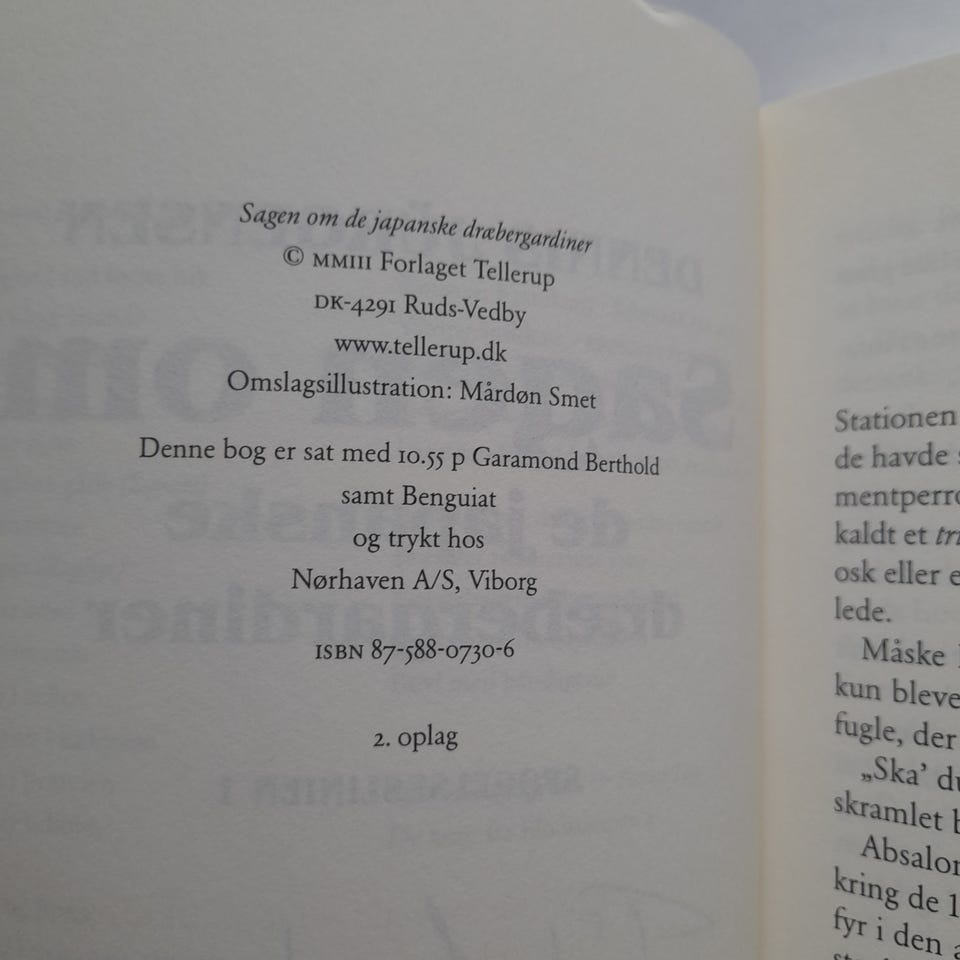 Sagen om de japanske dræbergardiner
© MMIII Forlaget Tellerup
DK-4291 Ruds-Vedby
www.tellerup.dk
Omslagsillustration: Mårdøn Smet
Denne bog er sat med 10.55 p Garamond Berthold
samt Benguiat
og trykt hos
Nørhaven A/S, Viborg
ISBN 87-588-0730-6
2. oplag
Stationen
de havde
mentperro
kaldt et
osk eller
lede.
Måske
kun bleve
fugle, der
„Ska’
skramlet
Absalon
kring de
fyr i den